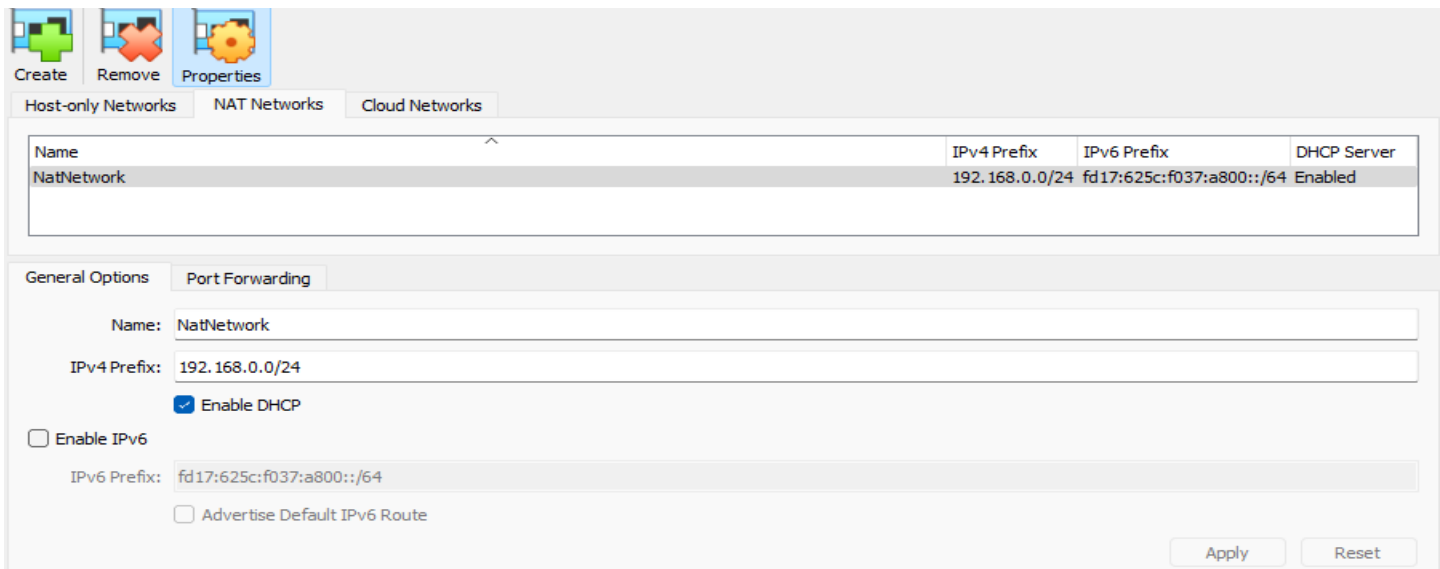 Create Remove Properties
Host-only Networks NAT Networks Cloud Networks
Name IPv4 Prefix IPv6 Prefix DHCP Server
NatNetwork 192.168.0.0/24 fd17:625c:f037:a800::/64 Enabled
General Options Port Forwarding
Name: NatNetwork
IPv4 Prefix: 192.168.0.0/24
Enable DHCP
Enable IPv6
IPv6 Prefix: fd17:625c:f037:a800::/64
Advertise Default IPv6 Route
Apply Reset